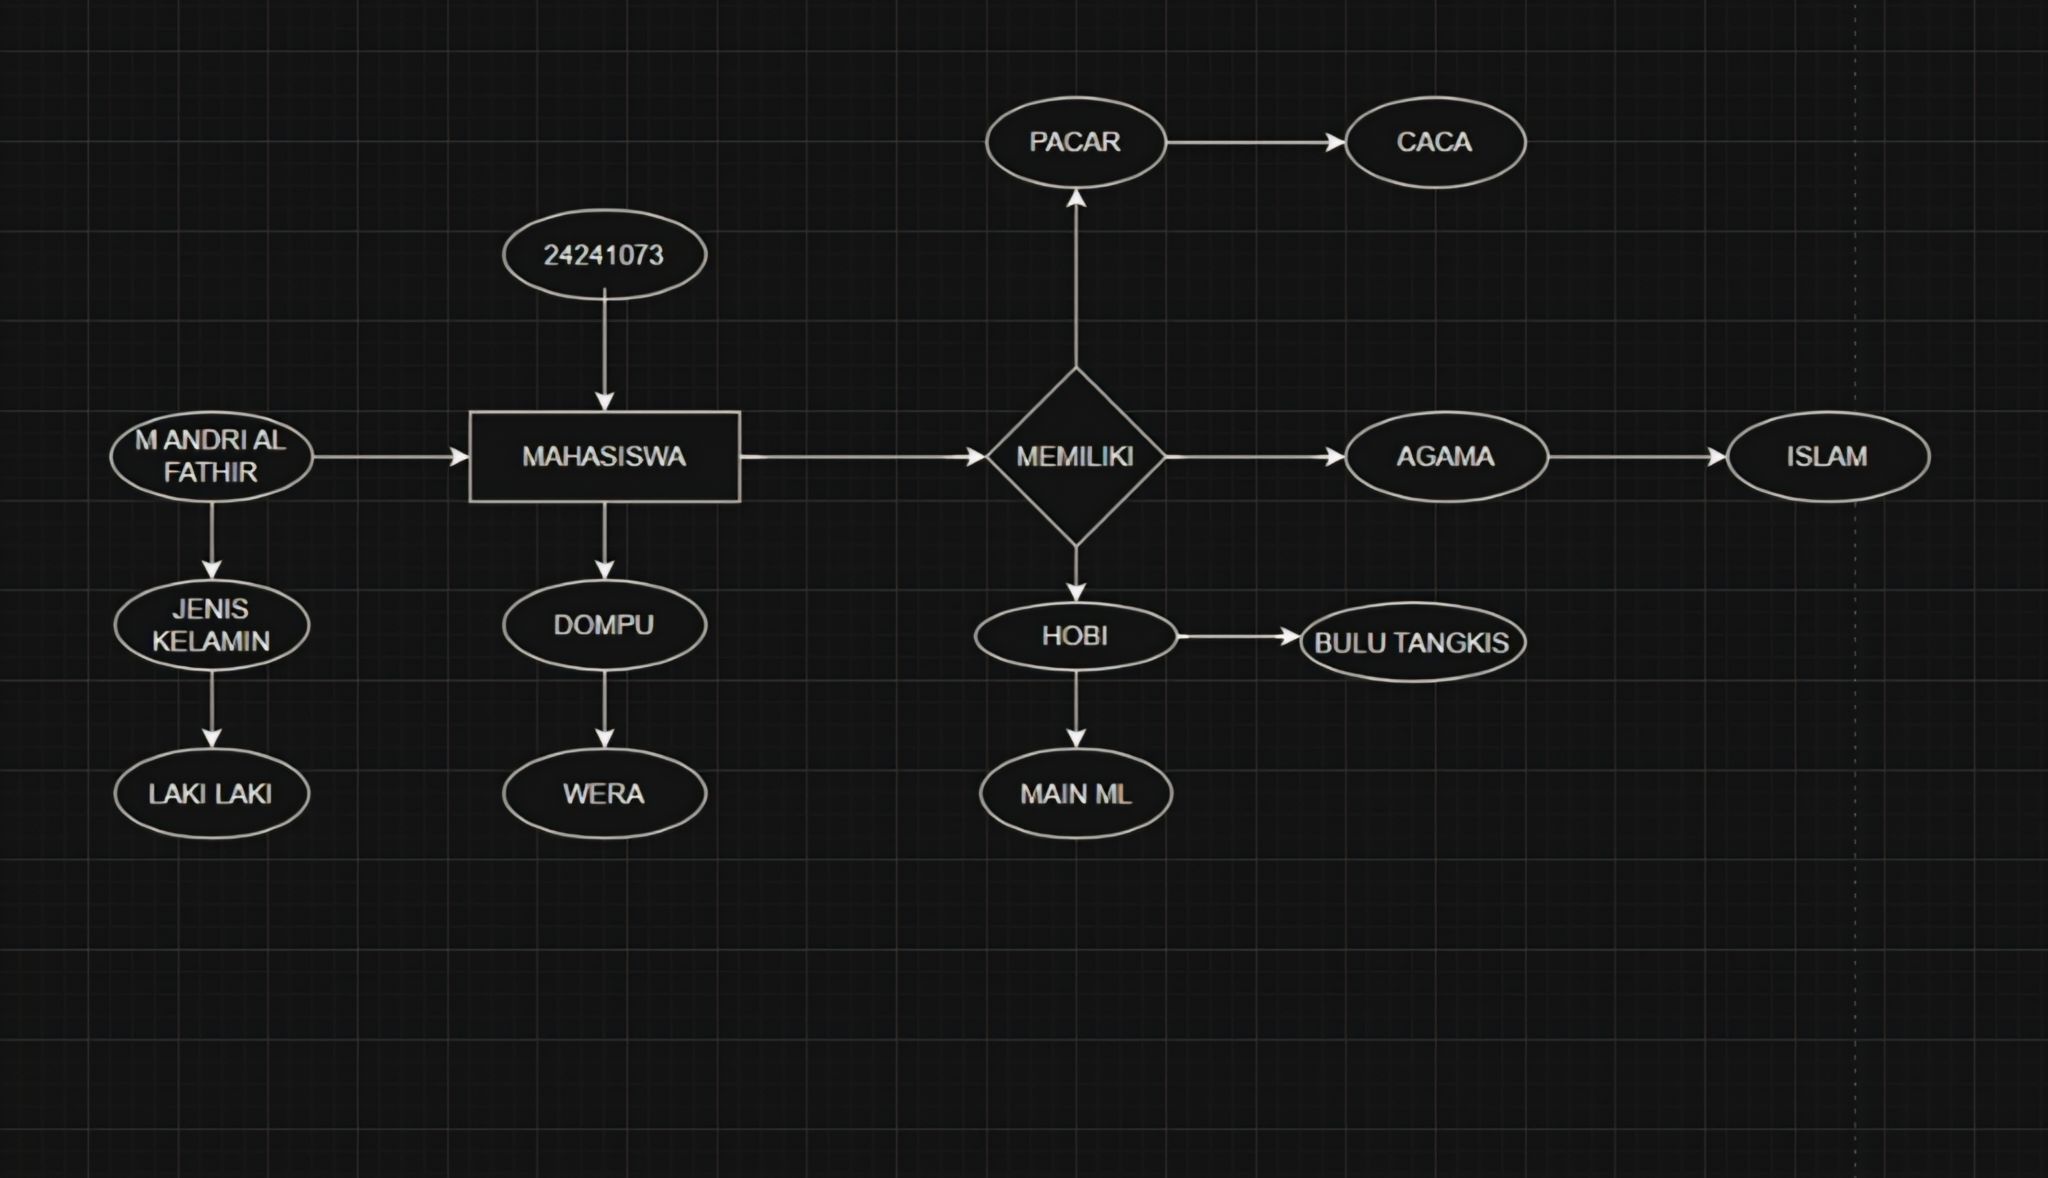 PACAR
CACA
24241073
M ANDRI AL
FATHIR
MAHASISWA
MEMILIKI
AGAMA
ISLAM
JENIS
KELAMIN
DOMPU
HOBI
BULU TANGKIS
LAKI LAKI
WERA
MAIN ML